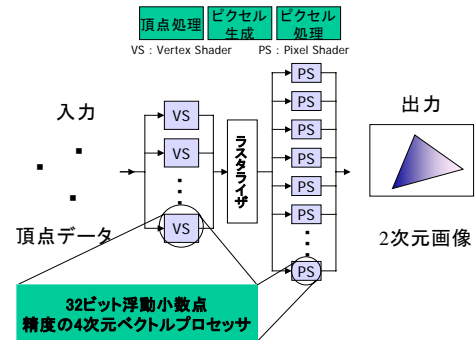 頂点処理
ピクセル
生成
ピクセル
処理
VS : Vertex Shader
PS : Pixel Shader
入力
頂点データ
VS
VS
VS
ラスタライザ
PS
PS
PS
PS
PS
PS
PS
出力
2次元画像
32ビット浮動小数点
精度の4次元ベクトルプロセッサ